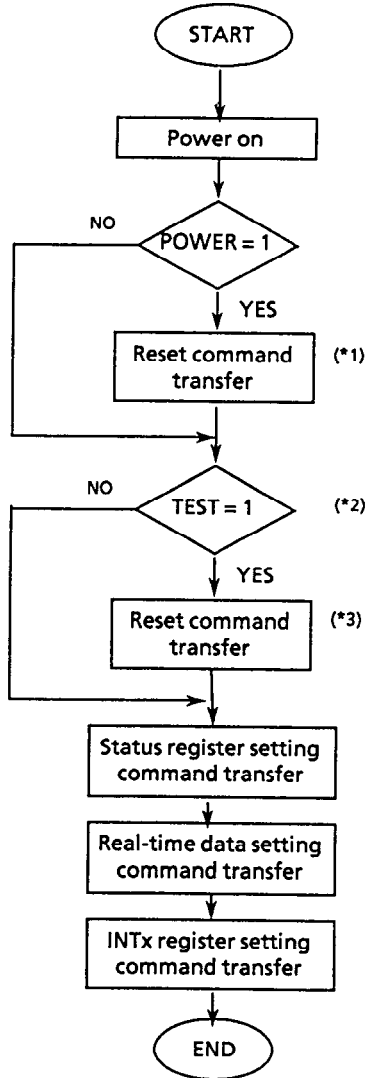 START
Power on
NO
POWER = 1
YES
Reset command
transfer
(*1)
NO
TEST = 1
(*2)
YES
Reset command
transfer
(*3)
Status register setting
command transfer
Real-time data setting
command transfer
INTx register setting
command transfer
END